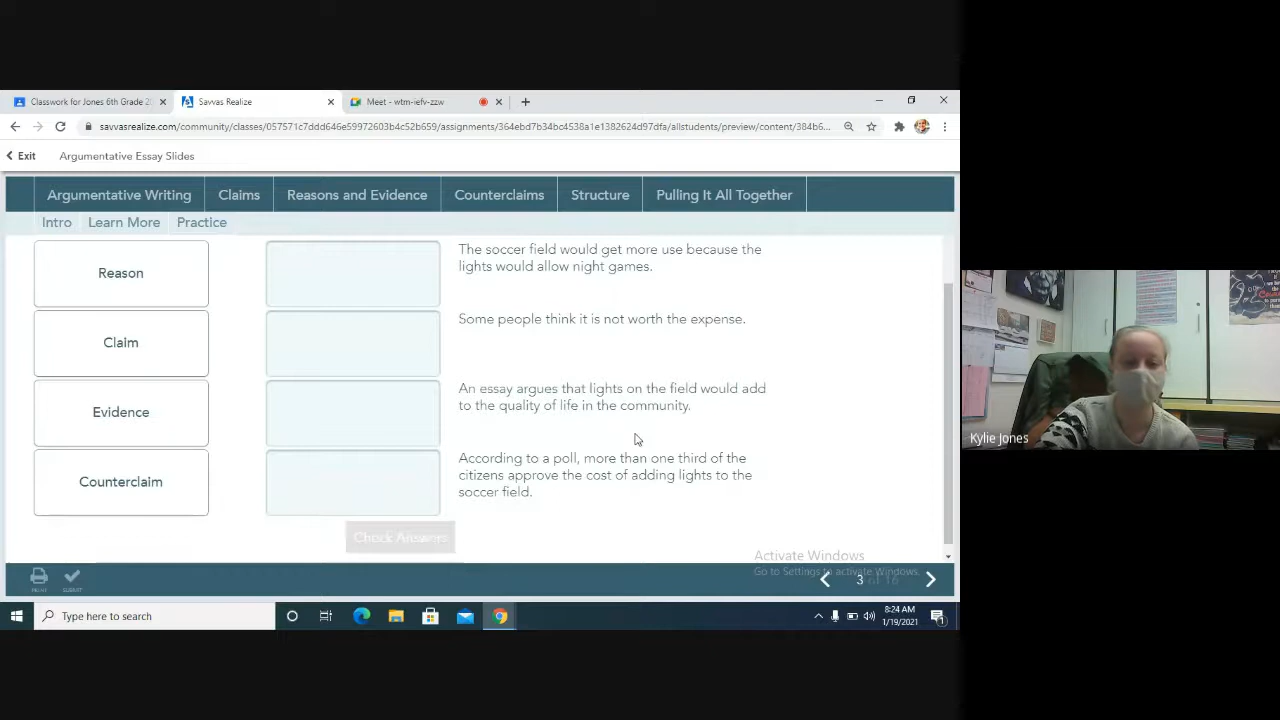 Classwork for Jones 6th Grade 2
Savvas Realize
Meet - wtm-iefv-zzw
savvasrealize.com/community/classes/057571c7ddd646e59972603b4c52b659/assignments/364ebd7b34bc4538a1e1382624d97dfa/allstudents/preview/content/384b6...
Exit
Argumentative Essay Slides
Argumentative Writing
Claims
Reasons and Evidence
Counterclaims
Structure
Pulling It All Together
Intro
Learn More
Practice
Reason
The soccer field would get more use because the
lights would allow night games.
Claim
Some people think it is not worth the expense.
Evidence
An essay argues that lights on the field would add
to the quality of life in the community.
Counterclaim
According to a poll, more than one third of the
citizens approve the cost of adding lights to the
soccer field.
Check Answers
Activate Windows
Go to Settings to activate Windows.
PRINT
SUBMIT
3 of 16
Type here to search
8:24 AM
1/19/2021
Kylie Jones